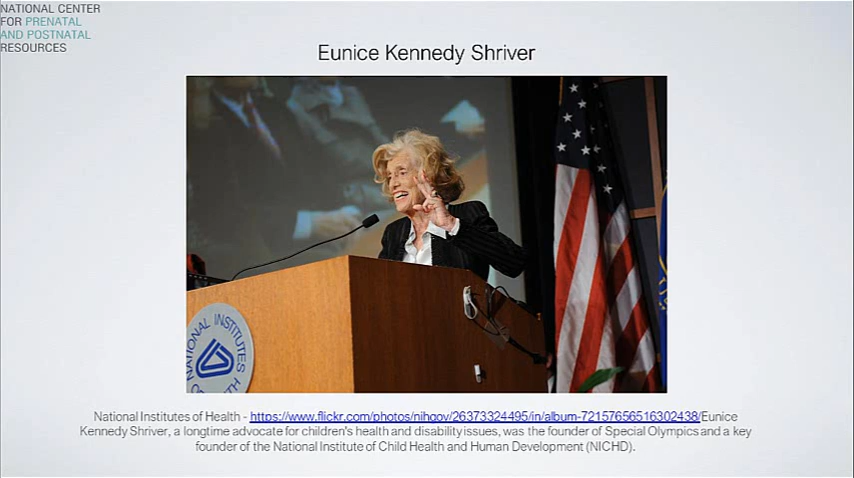 NATIONAL CENTER
FOR PRENATAL
AND POSTNATAL
RESOURCES
Eunice Kennedy Shriver
NATIONAL INSTITUTES
OF HEALTH
National Institutes of Health - https://www.flickr.com/photos/nihgov/26373324495/in/album-72157656516302438/Eunice
Kennedy Shriver, a longtime advocate for children's health and disability issues, was the founder of Special Olympics and a key
founder of the National Institute of Child Health and Human Development (NICHD).